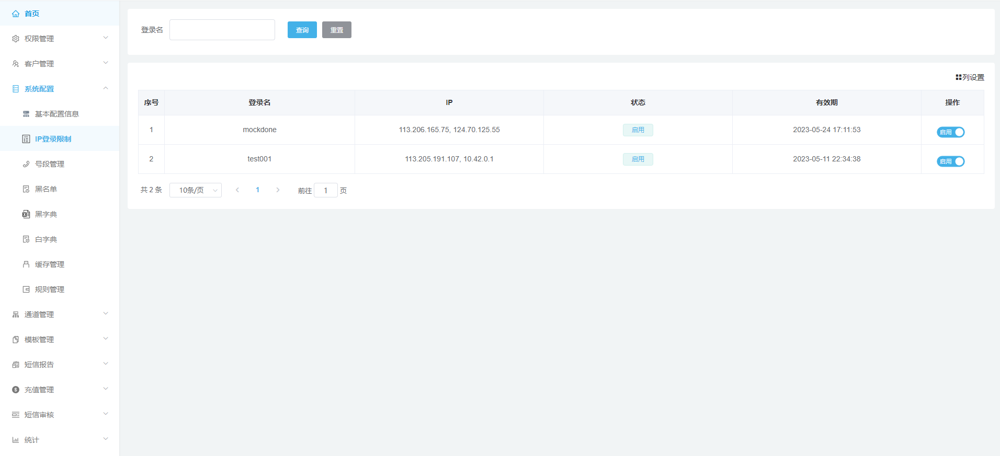 首页
权限管理
客户管理
系统配置
基本配置信息
IP登录限制
号段管理
黑名单
黑字典
白字典
缓存管理
规则管理
通道管理
模板管理
短信报告
充值管理
短信审核
统计
登录名 查询 重置
列设置
序号 登录名 IP 状态 有效期 操作
1 mockdone 113.206.165.75, 124.70.125.55 启用 2023-05-24 17:11:53 启用
2 test001 113.205.191.107, 10.42.0.1 启用 2023-05-11 22:34:38 启用
共 2 条 10条/页 1 前往 1 页